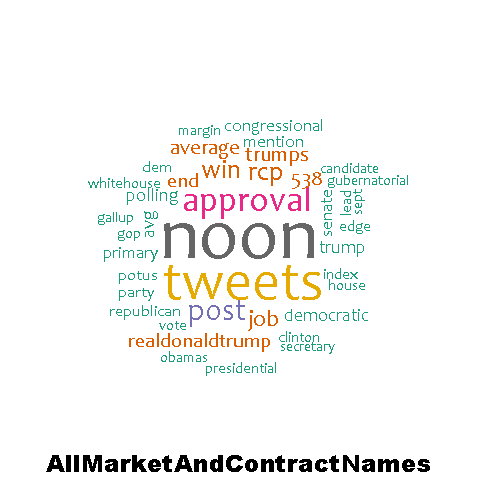 margin congressional
average mention
trumps
dem win rcp candidate
whitehouse end 538 gubernatorial
polling approval senate lead sept
gallup avg
gop noon edge
primary trump
potus tweets index
party house
republican post job democratic
vote
realdonaldtrump clinton
secretary
obamas
presidential
AllMarketAndContractNames